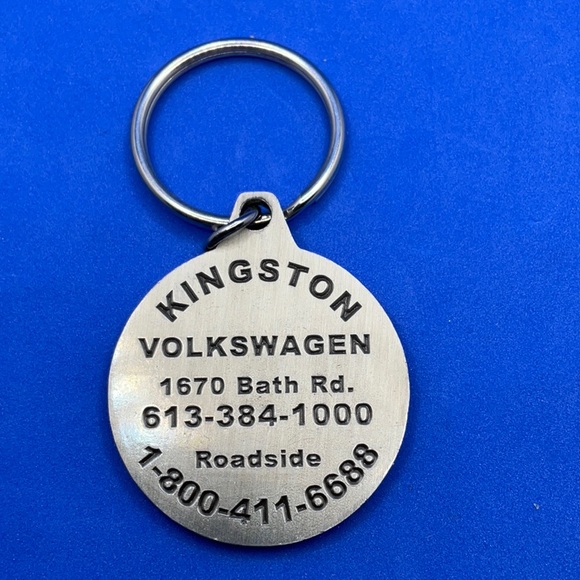 KINGSTON
VOLKSWAGEN
1670 Bath Rd.
613-384-1000
Roadside
1-800-411-6688